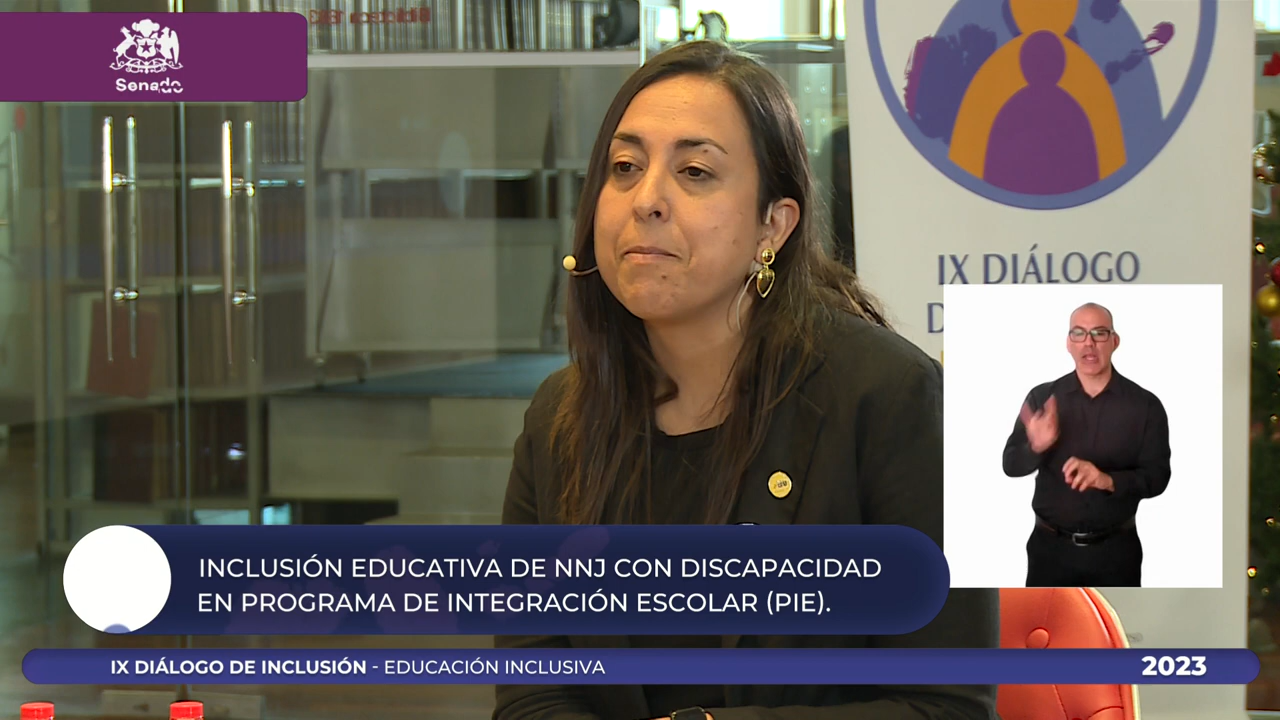 Senado
IX DIÁLOGO
INCLUSIÓN EDUCATIVA DE NNJ CON DISCAPACIDAD
EN PROGRAMA DE INTEGRACIÓN ESCOLAR (PIE).
IX DIÁLOGO DE INCLUSIÓN - EDUCACIÓN INCLUSIVA
2023